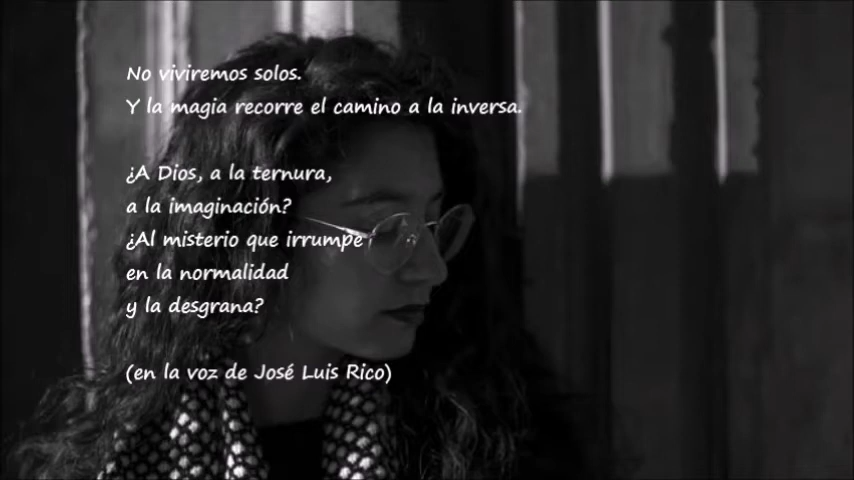 No viviremos solos.
Y la magia recorre el camino a la inversa.
¿A Dios, a la ternura,
a la imaginación?
¿Al misterio que irrumpe
en la normalidad
y la desgrana?
(en la voz de José Luis Rico)